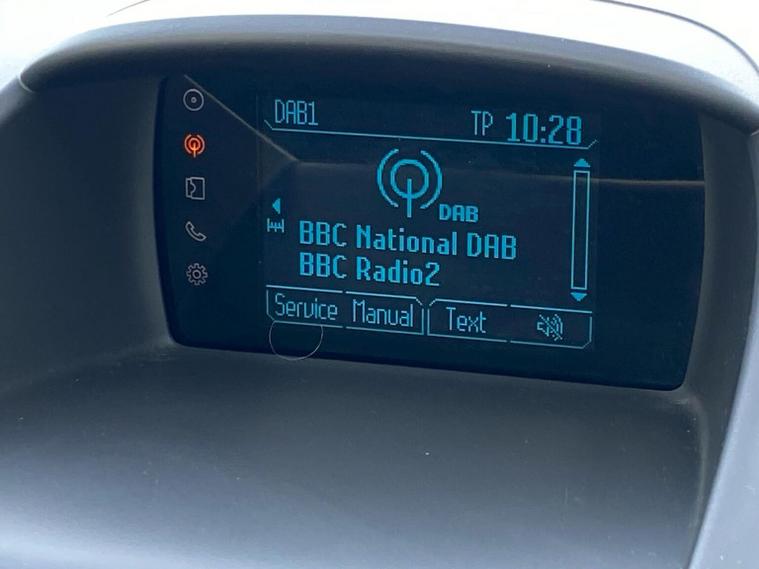 DAB1 TP 10:28
DAB
BBC National DAB
BBC Radio2
Service Manual Text